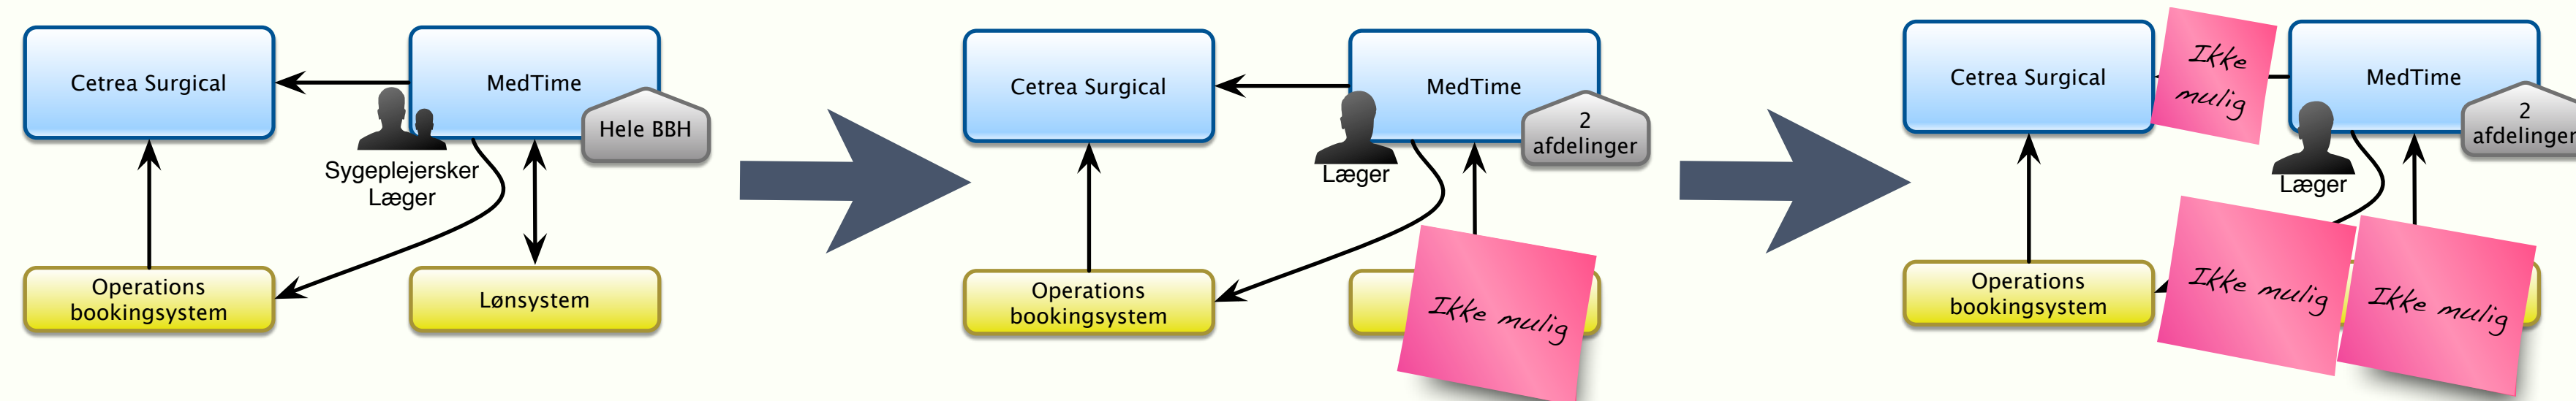 Cetrea Surgical
MedTime
Hele BBH
Sygeplejersker
Læger
Operations
bookingsystem
Lønsystem
Cetrea Surgical
MedTime
2
afdelinger
Læger
Operations
bookingsystem
Ikke mulig
Cetrea Surgical
Ikke
mulig
MedTime
2
afdelinger
Læger
Operations
bookingsystem
Ikke mulig
Ikke mulig